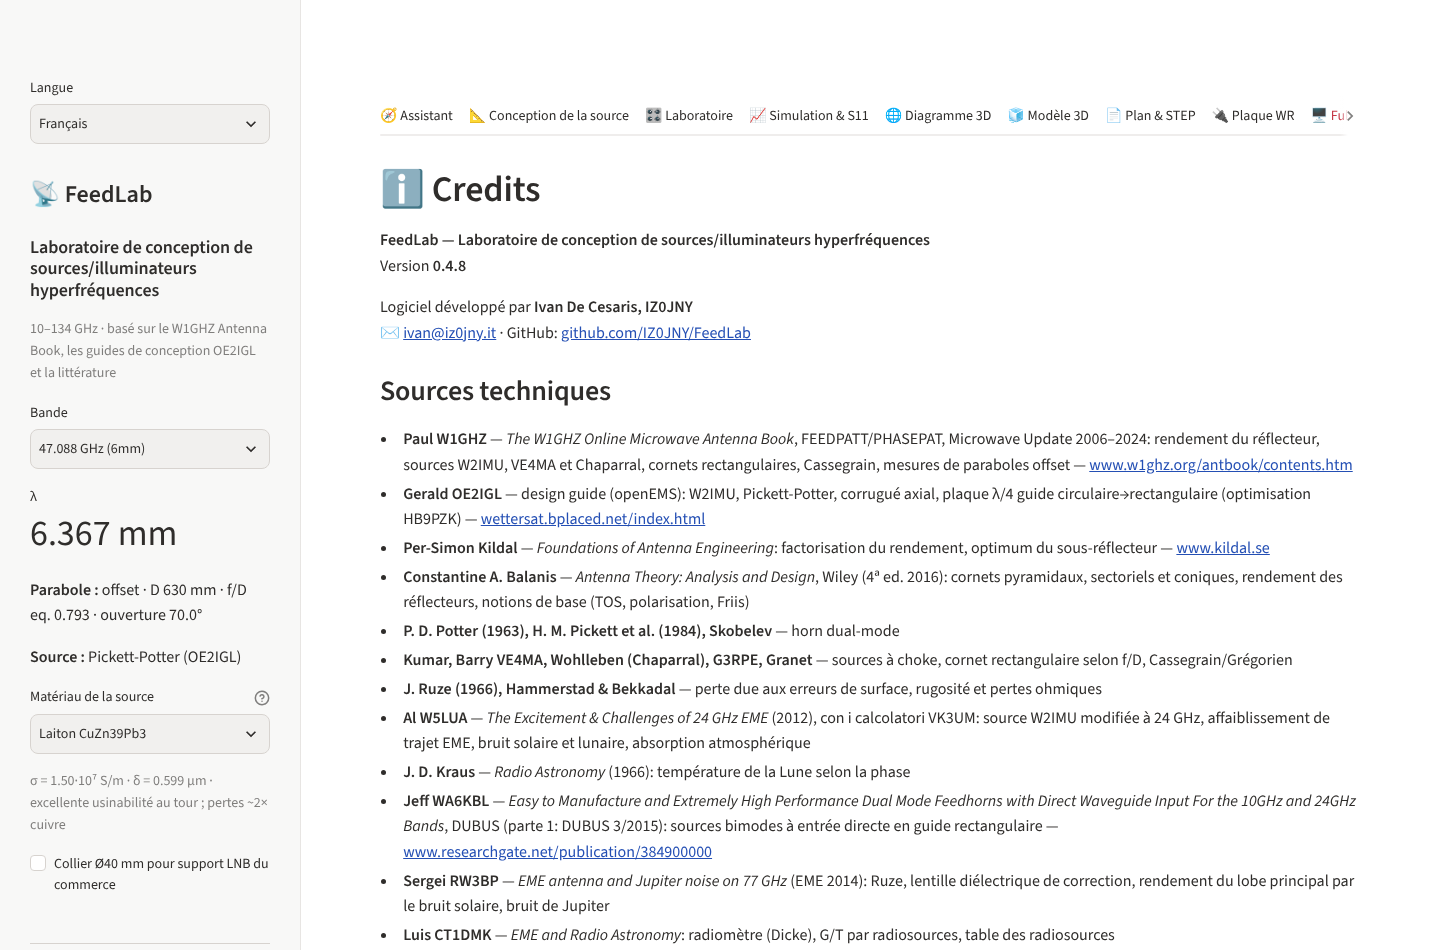 Langue
Français
FeedLab
Laboratoire de conception de
sources/illuminateurs
hyperfréquences
10–134 GHz · basé sur le W1GHZ Antenna
Book, les guides de conception OE2IGL
et la littérature
Bande
47.088 GHz (6mm)
λ
6.367 mm
Parabole : offset · D 630 mm · f/D
eq. 0.793 · ouverture 70.0°
Source : Pickett-Potter (OE2IGL)
Matériau de la source
Laiton CuZn39Pb3
σ = 1.50·10⁷ S/m · δ = 0.599 µm ·
excellente usinabilité au tour ; pertes ~2×
cuivre
Collier Ø40 mm pour support LNB du
commerce
Assistant Conception de la source Laboratoire Simulation & S11 Diagramme 3D Modèle 3D Plan & STEP Plaque WR
Credits
FeedLab — Laboratoire de conception de sources/illuminateurs hyperfréquences
Version 0.4.8
Logiciel développé par Ivan De Cesaris, IZ0JNY
ivan@iz0jny.it · GitHub: github.com/IZ0JNY/FeedLab
Sources techniques
Paul W1GHZ — The W1GHZ Online Microwave Antenna Book, FEEDPATT/PHASEPAT, Microwave Update 2006–2024: rendement du réflecteur,
sources W2IMU, VE4MA et Chaparral, cornets rectangulaires, Cassegrain, mesures de paraboles offset — www.w1ghz.org/antbook/contents.htm
Gerald OE2IGL — design guide (openEMS): W2IMU, Pickett-Potter, corrugué axial, plaque λ/4 guide circulaire→rectangulaire (optimisation
HB9PZK) — wettersat.bplaced.net/index.html
Per-Simon Kildal — Foundations of Antenna Engineering: factorisation du rendement, optimum du sous-réflecteur — www.kildal.se
Constantine A. Balanis — Antenna Theory: Analysis and Design, Wiley (4ª ed. 2016): cornets pyramidaux, sectoriels et coniques, rendement des
réflecteurs, notions de base (TOS, polarisation, Friis)
P. D. Potter (1963), H. M. Pickett et al. (1984), Skobelev — horn dual-mode
Kumar, Barry VE4MA, Wohlleben (Chaparral), G3RPE, Granet — sources à choke, cornet rectangulaire selon f/D, Cassegrain/Grégorien
J. Ruze (1966), Hammerstad & Bekkadal — perte due aux erreurs de surface, rugosité et pertes ohmiques
Al W5LUA — The Excitement & Challenges of 24 GHz EME (2012), con i calcolatori VK3UM: source W2IMU modifiée à 24 GHz, affaiblissement de
trajet EME, bruit solaire et lunaire, absorption atmosphérique
J. D. Kraus — Radio Astronomy (1966): température de la Lune selon la phase
Jeff WA6KBL — Easy to Manufacture and Extremely High Performance Dual Mode Feedhorns with Direct Waveguide Input For the 10GHz and 24GHz
Bands, DUBUS (parte 1: DUBUS 3/2015): sources bimodes à entrée directe en guide rectangulaire —
www.researchgate.net/publication/384900000
Sergei RW3BP — EME antenna and Jupiter noise on 77 GHz (EME 2014): Ruze, lentille diélectrique de correction, rendement du lobe principal par
le bruit solaire, bruit de Jupiter
Luis CT1DMK — EME and Radio Astronomy: radiomètre (Dicke), G/T par radiosources, table des radiosources